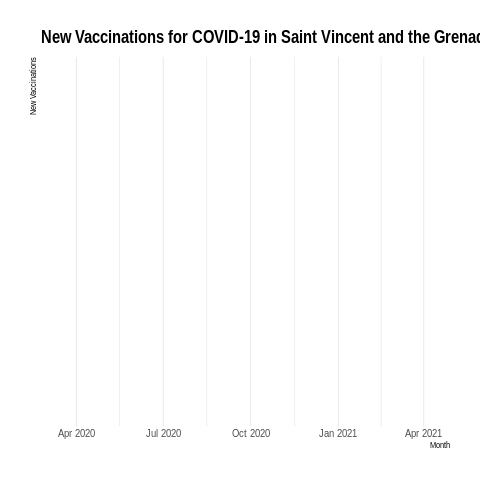 New Vaccinations for COVID-19 in Saint Vincent and the Grenad
New Vaccinations
Apr 2020 Jul 2020 Oct 2020 Jan 2021 Apr 2021
Month